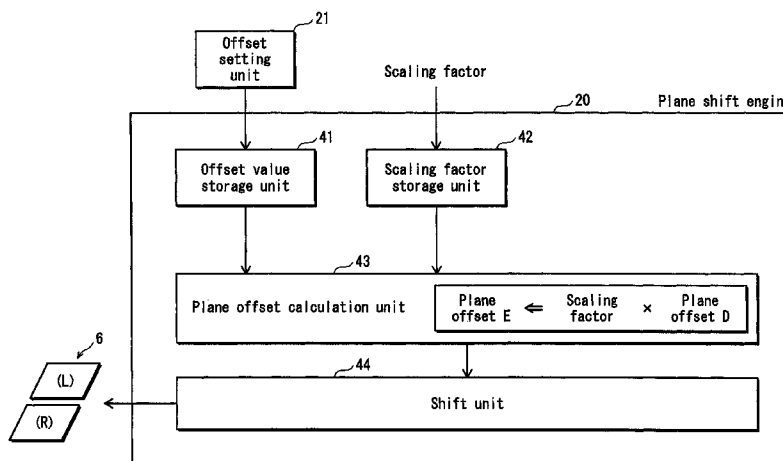 21
Offset
setting
unit
Scaling factor
20
Plane shift engin
41
Offset value
storage unit
42
Scaling factor
storage unit
43
Plane offset calculation unit
Plane
offset E
⇐
Scaling
factor
×
Plane
offset D
6
(L)
(R)
44
Shift unit